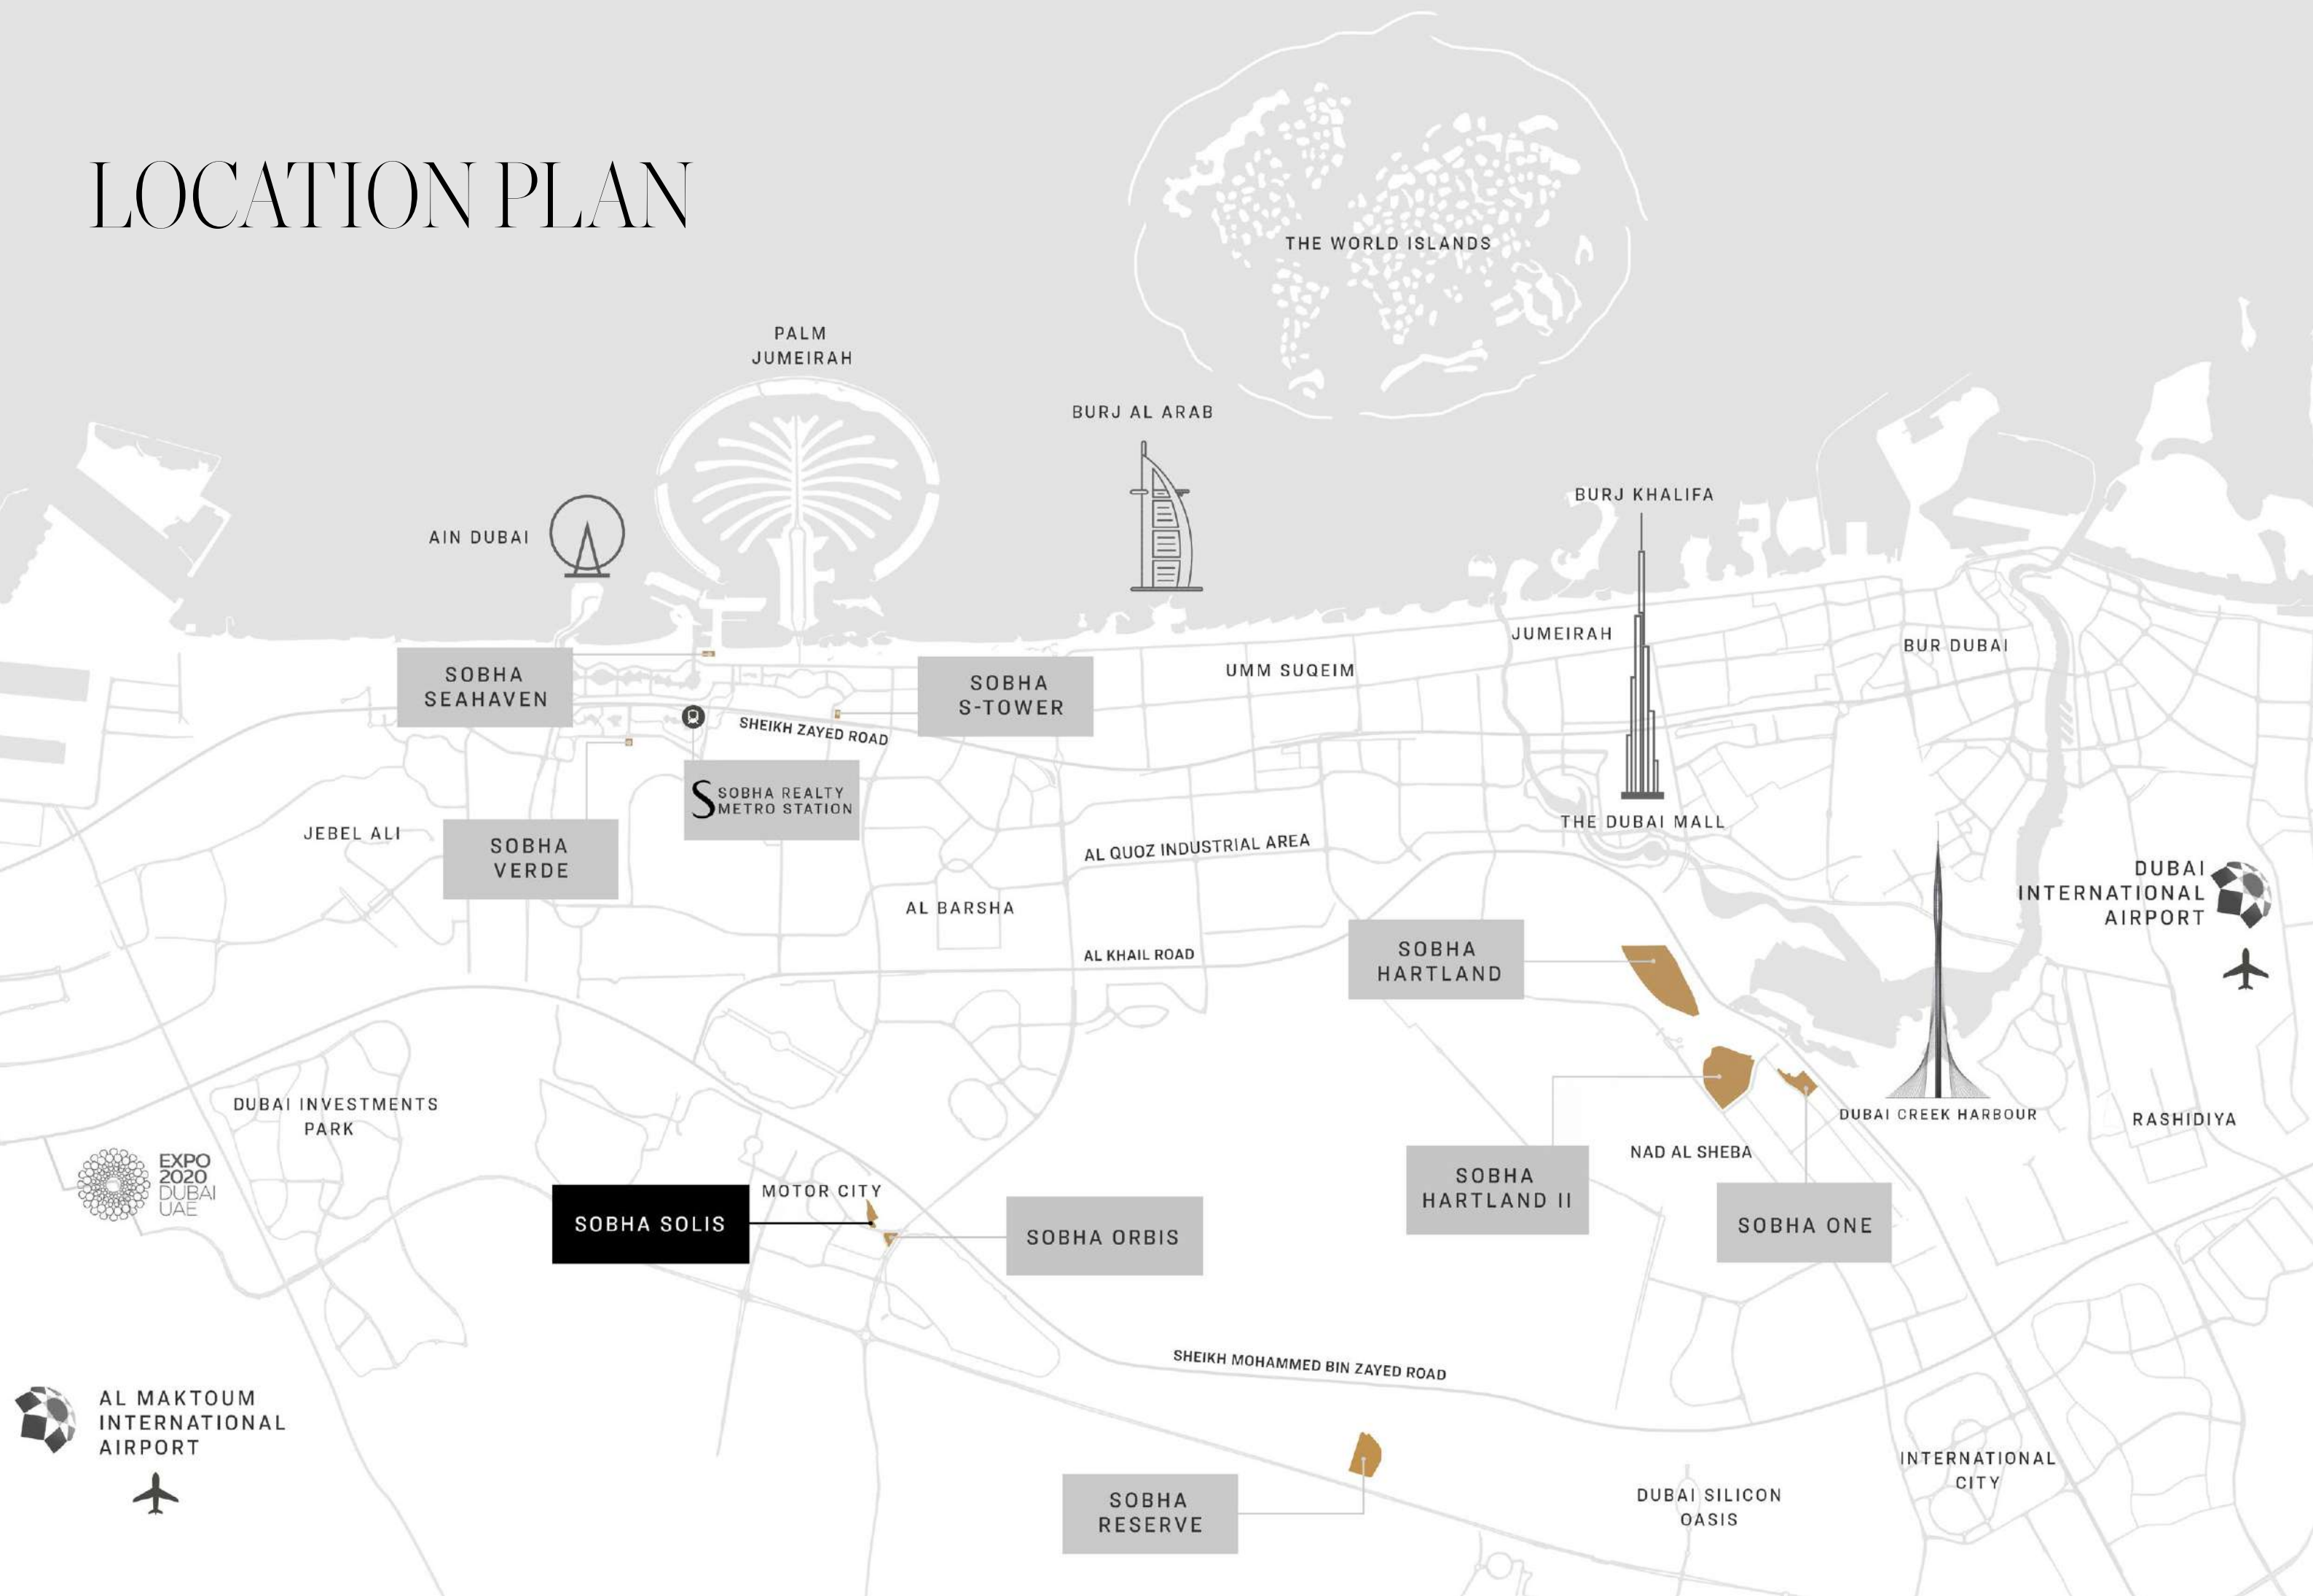 LOCATION PLAN
THE WORLD ISLANDS
PALM
JUMEIRAH
BURJ AL ARAB
BURJ KHALIFA
AIN DUBAI
JUMEIRAH
BUR DUBAI
UMM SUQEIM
SOBHA
SEAHAVEN
SOBHA
S-TOWER
SHEIKH ZAYED ROAD
S SOBHA REALTY
METRO STATION
JEBEL ALI
SOBHA
VERDE
THE DUBAI MALL
AL QUOZ INDUSTRIAL AREA
DUBAI
INTERNATIONAL
AIRPORT
AL BARSHA
AL KHAIL ROAD
SOBHA
HARTLAND
DUBAI INVESTMENTS
PARK
DUBAI CREEK HARBOUR
RASHIDIYA
NAD AL SHEBA
EXPO
2020
DUBAI
UAE
SOBHA
HARTLAND II
MOTOR CITY
SOBHA SOLIS
SOBHA ORBIS
SOBHA ONE
SHEIKH MOHAMMED BIN ZAYED ROAD
AL MAKTOUM
INTERNATIONAL
AIRPORT
INTERNATIONAL
CITY
SOBHA
RESERVE
DUBAI SILICON
OASIS